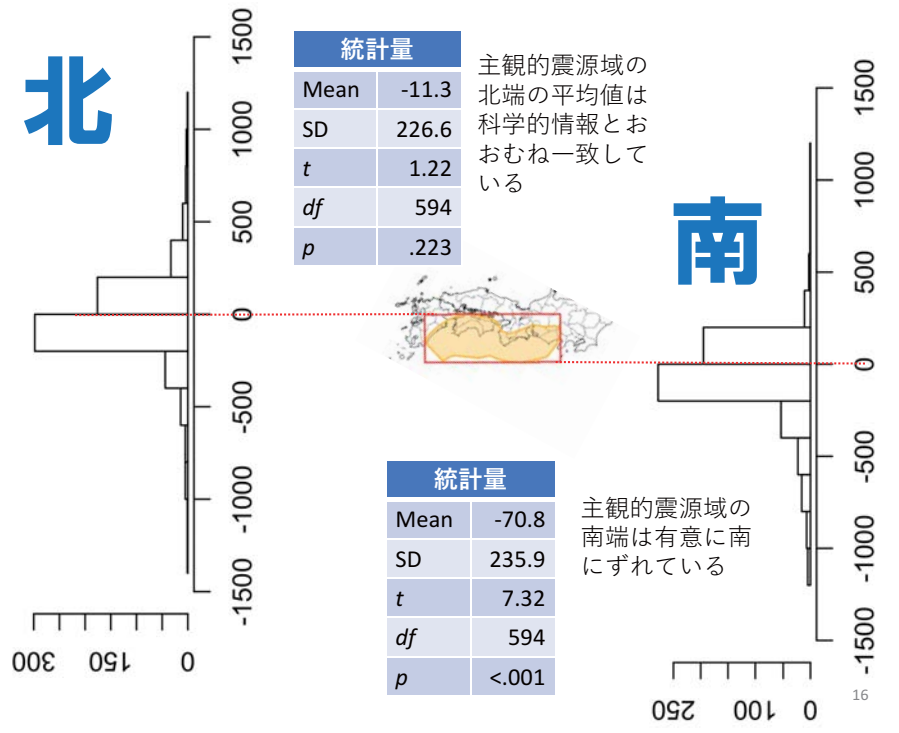 北
1500
1000
500
0
-500
-1000
-1500
300
150
0
統計量
Mean -11.3
SD 226.6
t 1.22
df 594
p .223
主観的震源域の
北端の平均値は
科学的情報とお
おむね一致して
いる
南
1500
1000
500
0
-500
-1000
-1500
250
100
0
統計量
Mean -70.8
SD 235.9
t 7.32
df 594
p <.001
主観的震源域の
南端は有意に南
にずれている
16